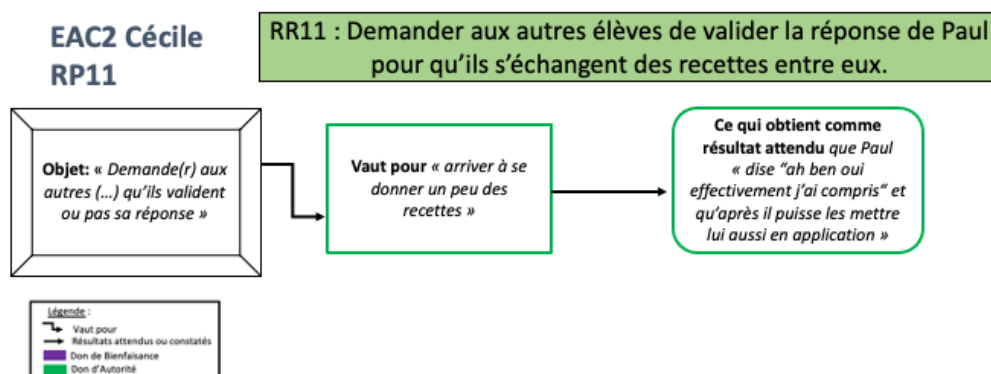 EAC2 Cécile
RP11
RR11 : Demander aux autres élèves de valider la réponse de Paul
pour qu’ils s’échangent des recettes entre eux.
Objet: « Demande(r) aux
autres (…) qu’ils valident
ou pas sa réponse »
Vaut pour « arriver à se
donner un peu des
recettes »
Ce qui obtient comme
résultat attendu que Paul
« dise “ah ben oui
effectivement j’ai compris“ et
qu’après il puisse les mettre
lui aussi en application »
Légende :
Vaut pour
Résultats attendus ou constatés
Don de Bienfaisance
Don d’Autorité